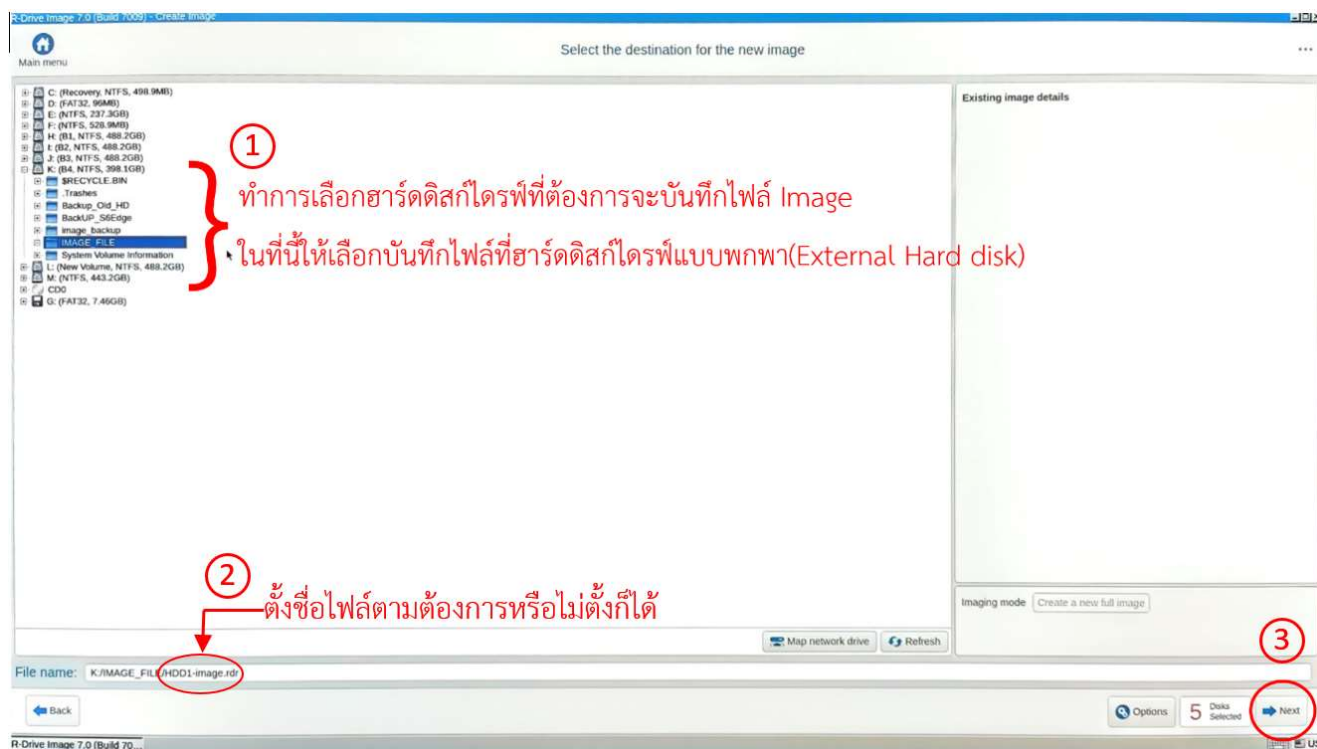 R-Drive Image 7.0 (Build 7009) - Create Image
Main menu
Select the destination for the new image
...
C: (Recovery, NTFS, 498.9MB)
D: (FAT32, 96MB)
E: (NTFS, 237.3GB)
F: (NTFS, 528.9MB)
H: (B1, NTFS, 488.2GB)
I: (B2, NTFS, 488.2GB)
J: (B3, NTFS, 488.2GB)
K: (B4, NTFS, 398.1GB)
$RECYCLE.BIN
.Trashes
Backup_Old_HD
BackUP_S6Edge
image_backup
IMAGE_FILE
System Volume Information
L: (New Volume, NTFS, 488.2GB)
M: (NTFS, 443.2GB)
CD0
G: (FAT32, 7.46GB)
1
ทำการเลือกฮาร์ดดิสก์ไดรฟ์ที่ต้องการจะบันทึกไฟล์ Image
ในที่นี้ให้เลือกบันทึกไฟล์ที่ฮาร์ดดิสก์ไดรฟ์แบบพกพา(External Hard disk)
Existing image details
2
ตั้งชื่อไฟล์ตามต้องการหรือไม่ตั้งก็ได้
Imaging mode Create a new full image
Map network drive Refresh
3
File name: K:/IMAGE_FILE/HDD1-image.rdr
Back
Options
5 Disks Selected
Next
R-Drive Image 7.0 (Build 70...
US